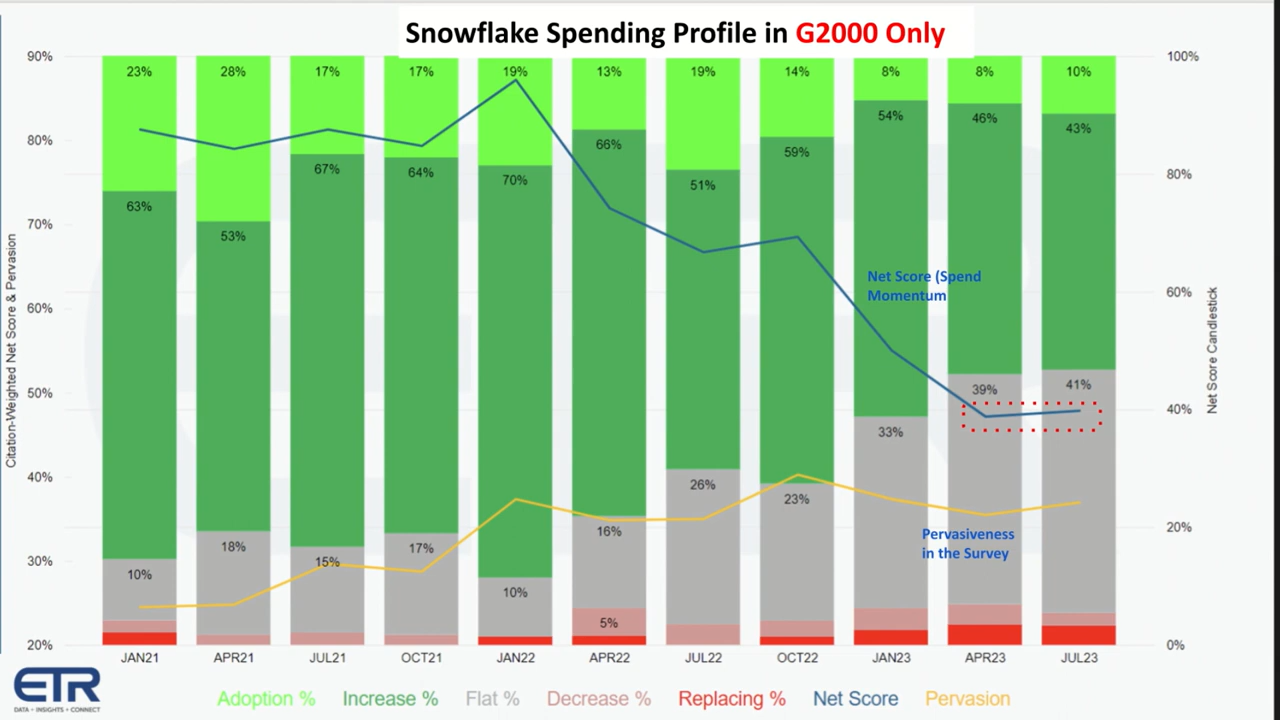 Snowflake Spending Profile in G2000 Only
90%
80%
70%
60%
50%
40%
30%
20%
Citation-Weighted Net Score & Pervasion
100%
80%
60%
40%
20%
0%
Net Score Candlestick
23% 28% 17% 17% 19% 13% 19% 14% 8% 8% 10%
63% 53% 67% 64% 70% 66% 51% 59% 54% 46% 43%
10% 18% 15% 17% 10% 16% 26% 23% 33% 39% 41%
5%
Net Score (Spend
Momentum
Pervasiveness
in the Survey
JAN21 APR21 JUL21 OCT21 JAN22 APR22 JUL22 OCT22 JAN23 APR23 JUL23
ETR
DATA • INSIGHTS • CONNECT
Adoption % Increase % Flat % Decrease % Replacing % Net Score Pervasion